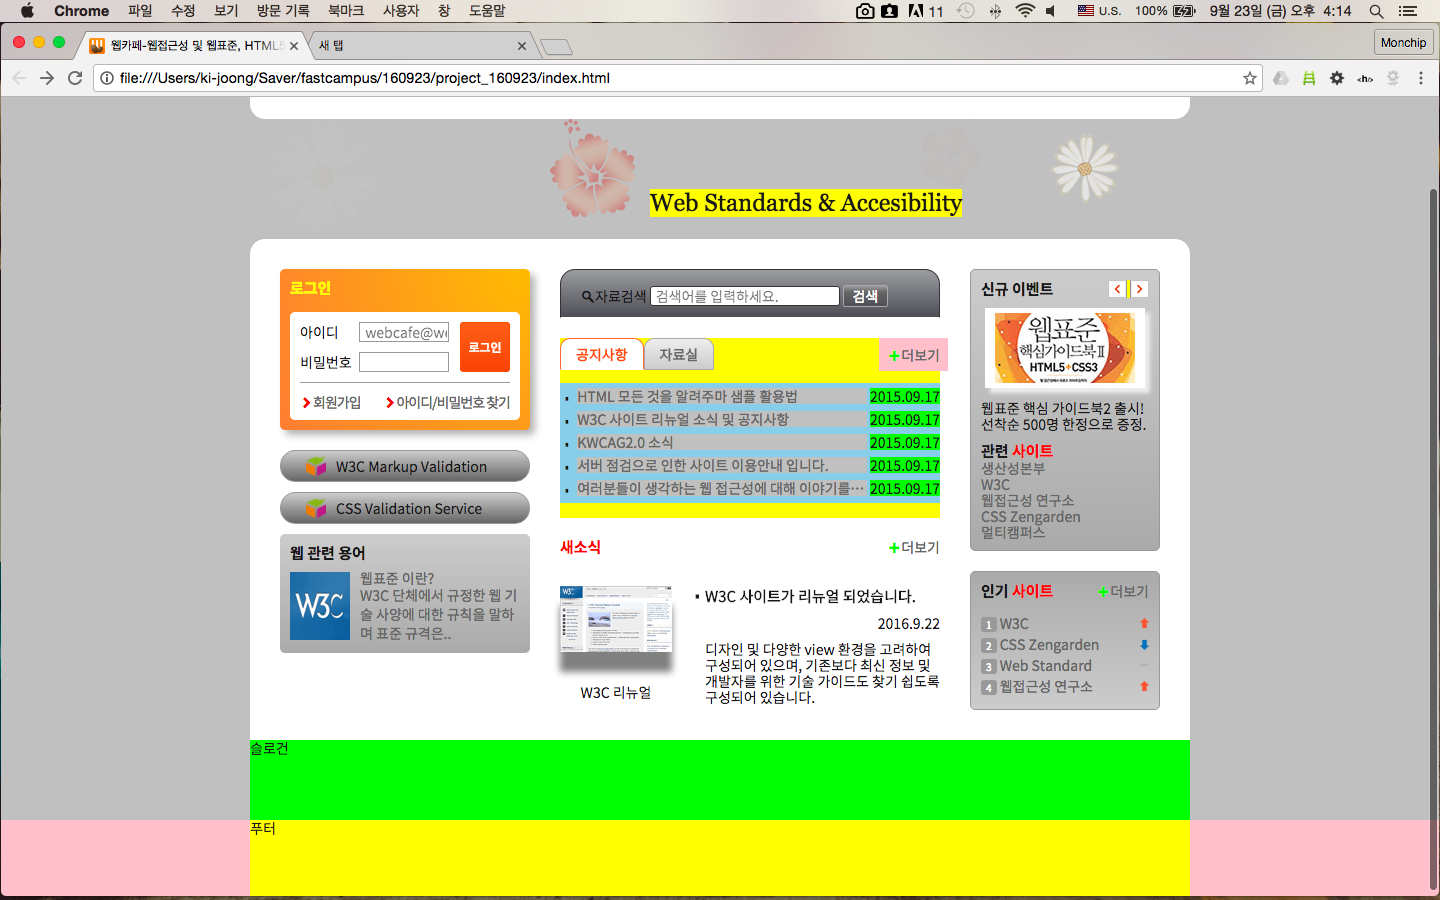 Chrome 파일 수정 보기 방문 기록 북마크 사용자 창 도움말 11 U.S. 100% 9월 23일 (금) 오후 4:14
웹카페-웹접근성 및 웹표준, HTML5 새 탭 Monchip
file:///Users/ki-joong/Saver/fastcampus/160923/project_160923/index.html
Web Standards & Accesibility
로그인
아이디 webcafe@we
비밀번호
로그인
회원가입 아이디/비밀번호 찾기
W3C Markup Validation
CSS Validation Service
웹 관련 용어
W3C
웹표준 이란?
W3C 단체에서 규정한 웹 기
술 사양에 대한 규칙을 말하
며 표준 규격은..
자료검색 검색어를 입력하세요. 검색
공지사항 자료실 +더보기
HTML 모든 것을 알려주마 샘플 활용법 2015.09.17
W3C 사이트 리뉴얼 소식 및 공지사항 2015.09.17
KWCAG2.0 소식 2015.09.17
서버 점검으로 인한 사이트 이용안내 입니다. 2015.09.17
여러분들이 생각하는 웹 접근성에 대해 이야기를… 2015.09.17
새소식 +더보기
W3C
W3C 리뉴얼
W3C 사이트가 리뉴얼 되었습니다.
2016.9.22
디자인 및 다양한 view 환경을 고려하여
구성되어 있으며, 기존보다 최신 정보 및
개발자를 위한 기술 가이드도 찾기 쉽도록
구성되어 있습니다.
신규 이벤트
웹표준
핵심가이드북 II
HTML5+CSS3
웹표준 핵심 가이드북2 출시!
선착순 500명 한정으로 증정.
관련 사이트
생산성본부
W3C
웹접근성 연구소
CSS Zengarden
멀티캠퍼스
인기 사이트 +더보기
1 W3C
2 CSS Zengarden
3 Web Standard
4 웹접근성 연구소
슬로건
푸터